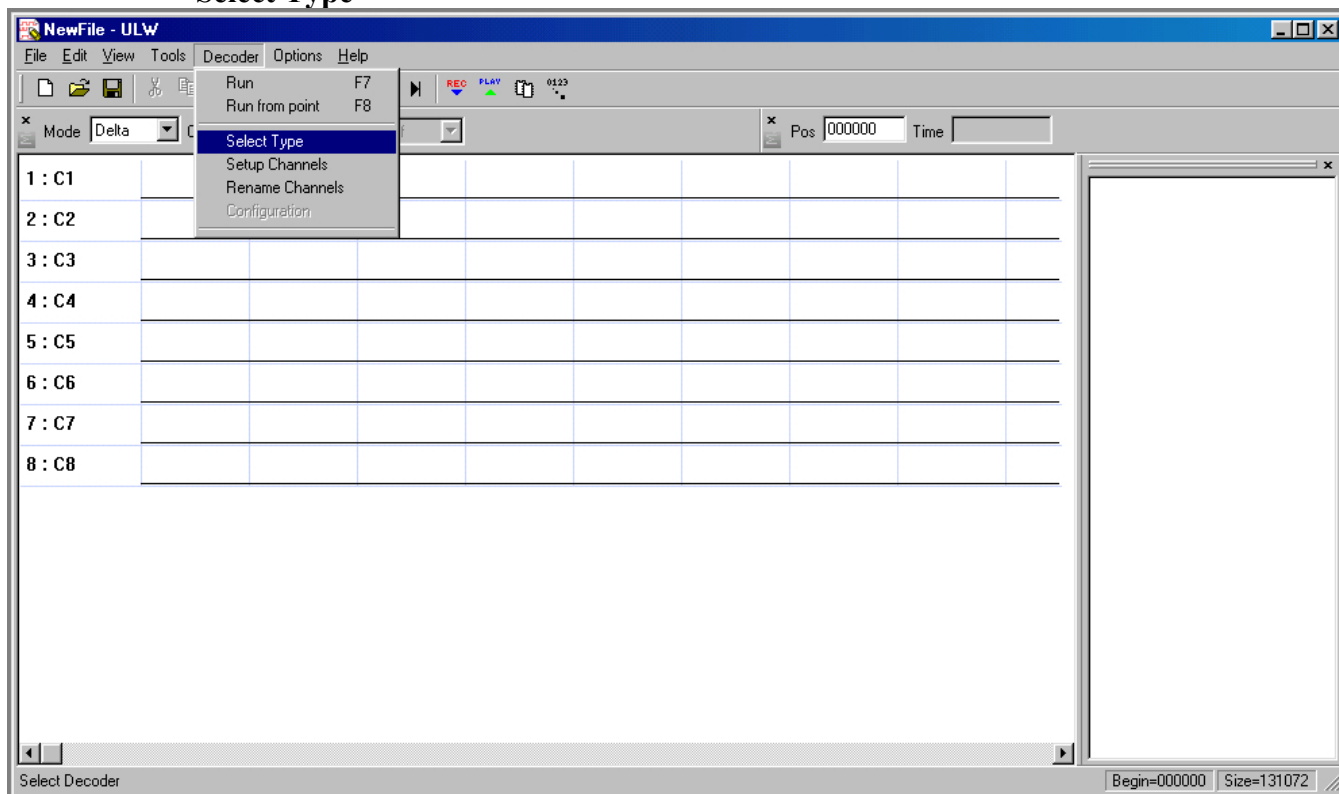 Select Type
NewFile - ULW
File Edit View Tools Decoder Options Help
REC PLAY 0123
Run F7
Run from point F8
Select Type
Setup Channels
Rename Channels
Configuration
Mode Delta
Pos 000000 Time
1 : C1
2 : C2
3 : C3
4 : C4
5 : C5
6 : C6
7 : C7
8 : C8
Select Decoder
Begin=000000 Size=131072